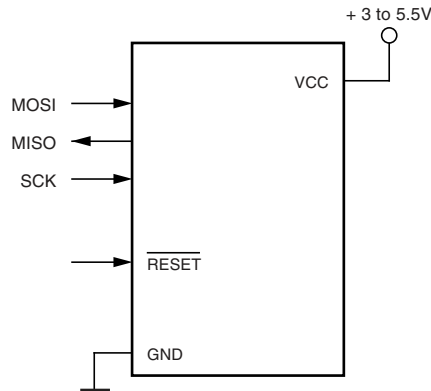 + 3 to 5.5V
VCC
MOSI
MISO
SCK
RESET
GND